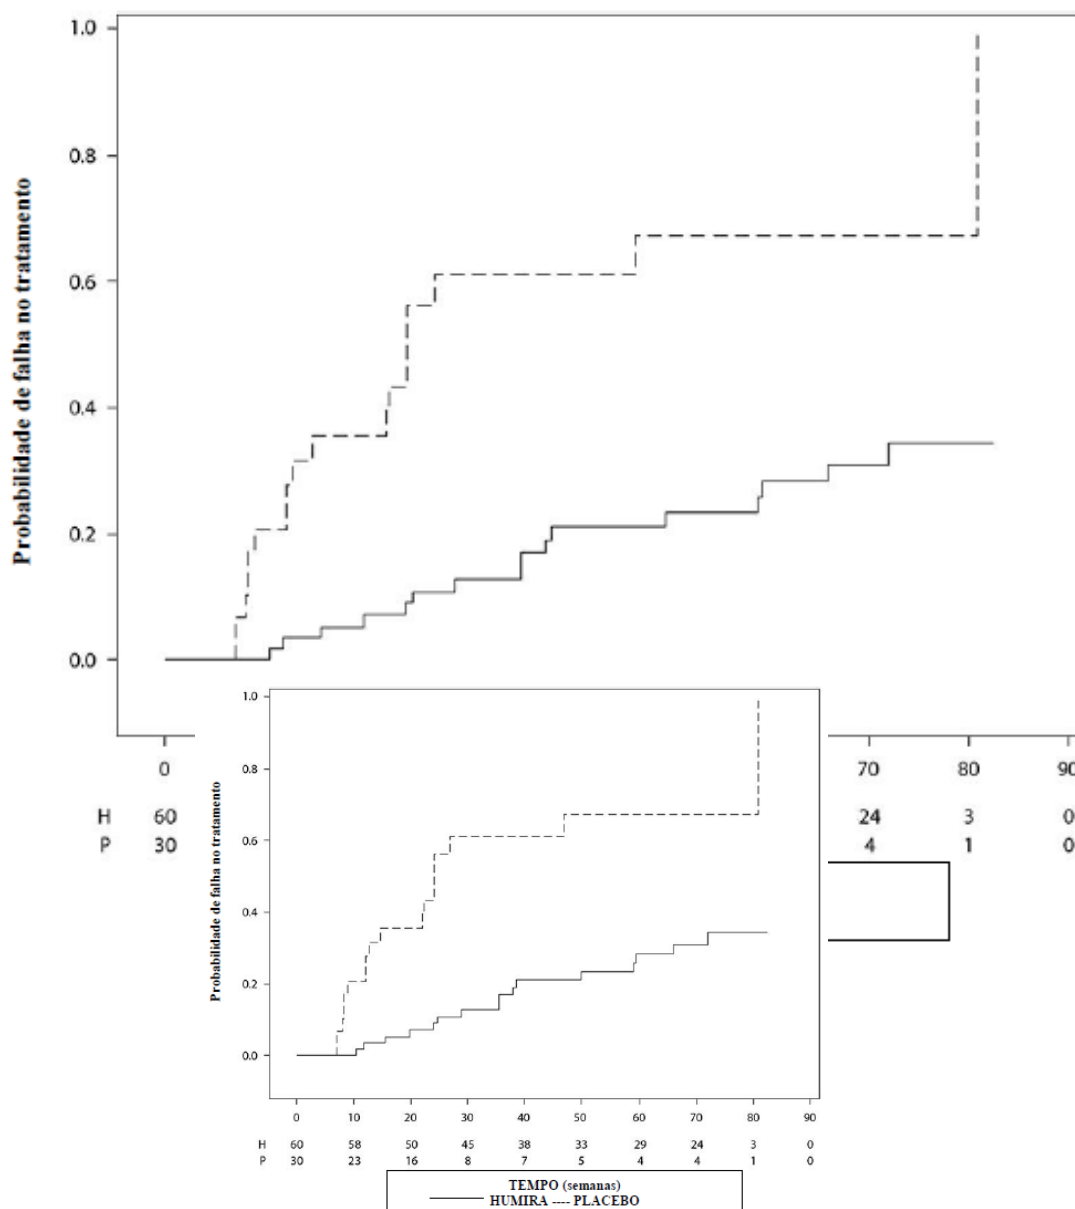 Probabilidade de falha no tratamento
1.0
0.8
0.6
0.4
0.2
0.0
0 70 80 90
H 60 24 3 0
P 30 4 1 0
Probabilidade de falha no tratamento
1.0
0.8
0.6
0.4
0.2
0.0
0 10 20 30 40 50 60 70 80 90
H 60 58 50 45 38 33 29 24 3 0
P 30 23 16 8 7 5 4 4 1 0
TEMPO (semanas)
HUMIRA ---- PLACEBO